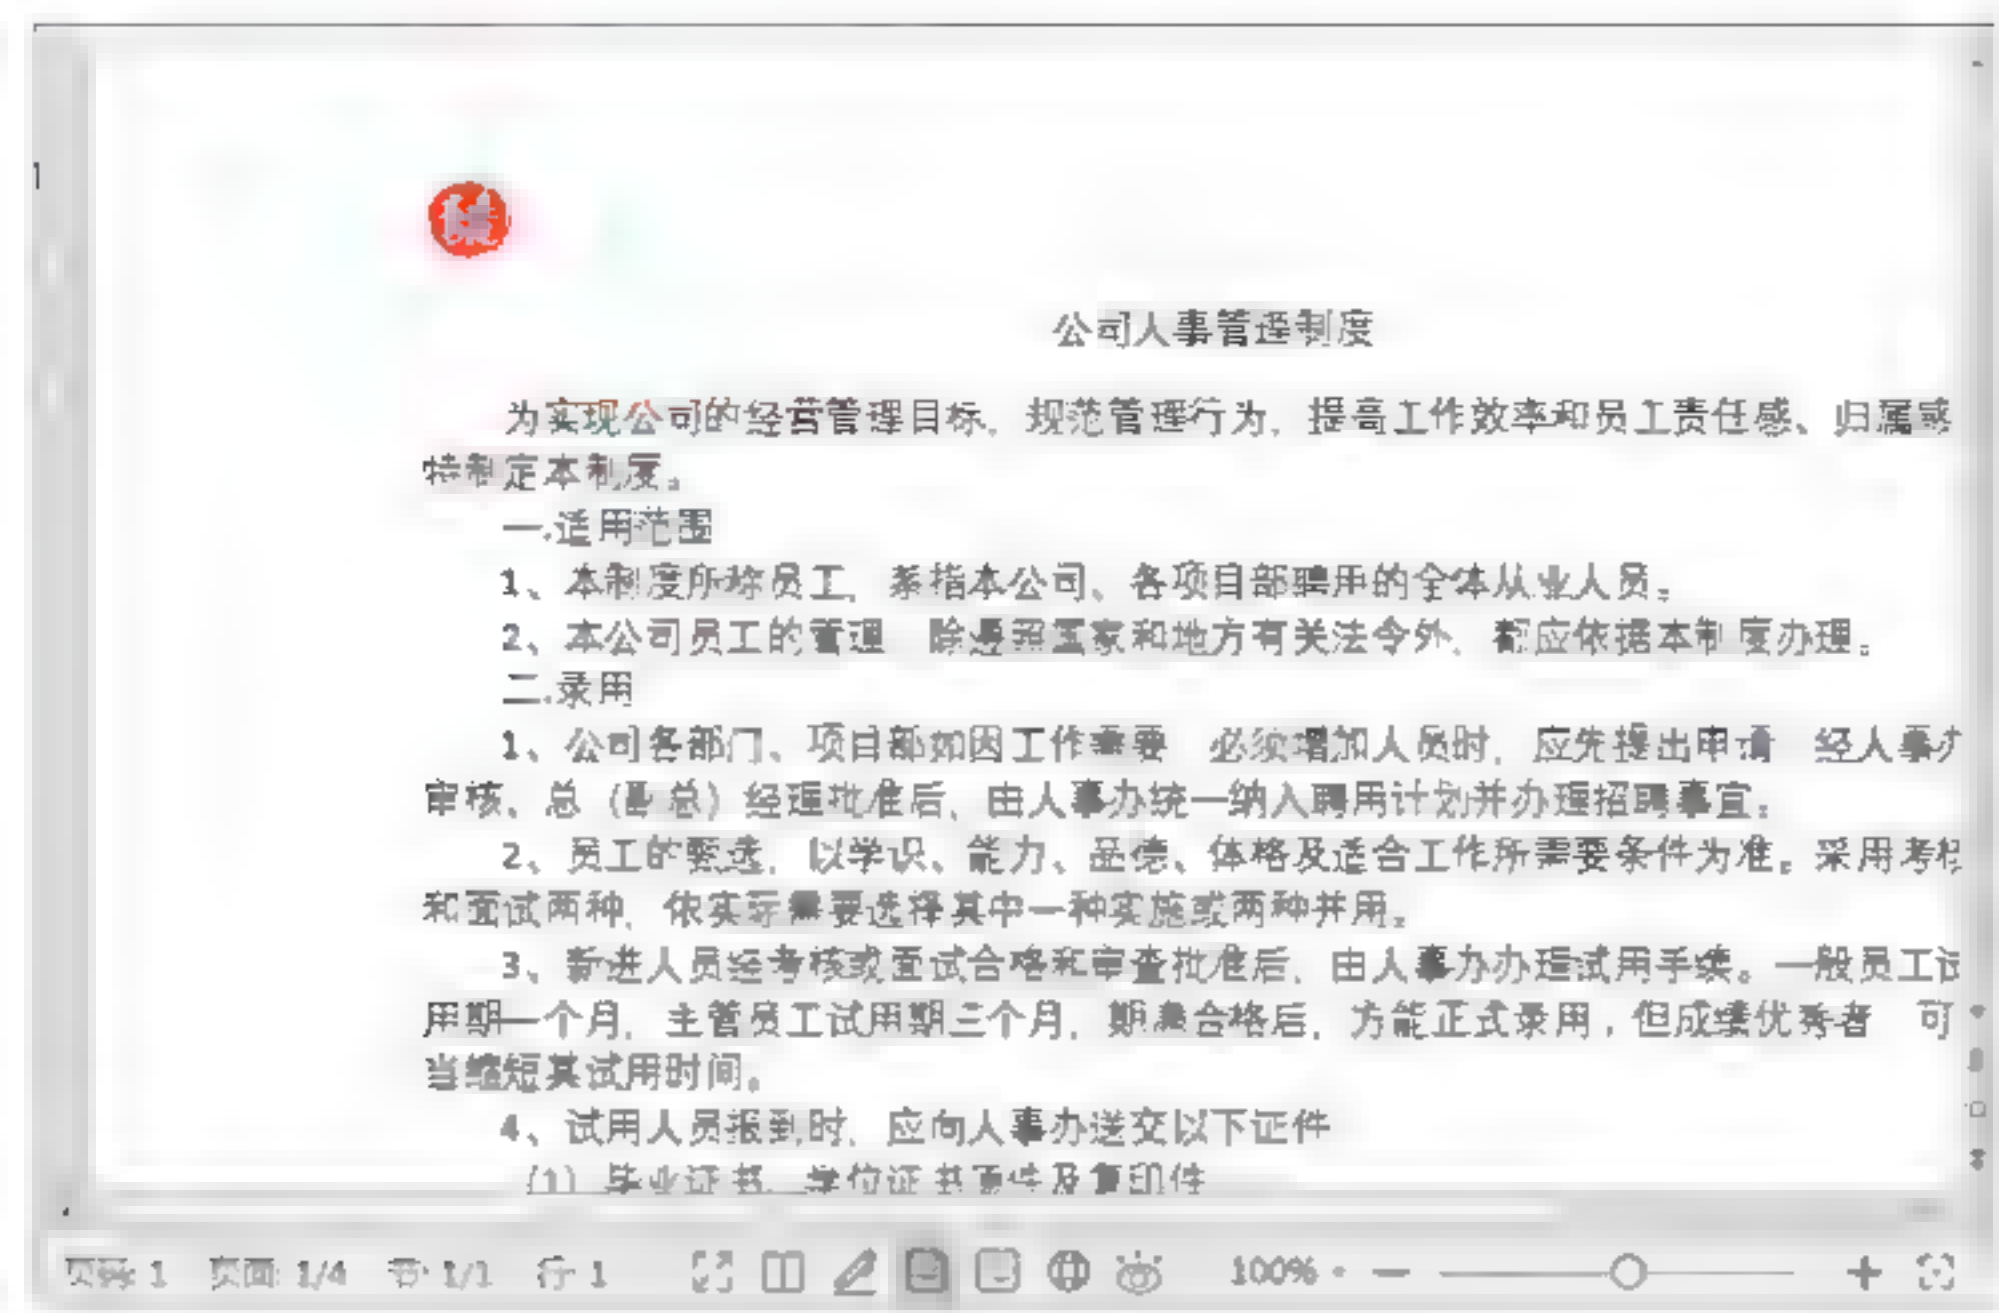 公司人事管理制度
为实现公司的经营管理目标，规范管理行为，提高工作效率和员工责任感、归属感
特制定本制度。
一.适用范围
1、本制度所称员工，系指本公司、各项目部聘用的全体从业人员。
2、本公司员工的管理，除遵照国家和地方有关法令外，都应依据本制度办理。
二.录用
1、公司各部门、项目部如因工作需要，必须增加人员时，应先提出申请，经人事办
审核、总（副总）经理批准后，由人事办统一纳入聘用计划并办理招聘事宜。
2、员工的甄选，以学识、能力、品德、体格及适合工作所需要条件为准。采用考核
和面试两种，依实际需要选择其中一种实施或两种并用。
3、新进人员经考核或面试合格和审查批准后，由人事办办理试用手续。一般员工试
用期一个月，主管员工试用期三个月，期满合格后，方能正式录用，但成绩优秀者，可
当缩短其试用时间。
4、试用人员报到时，应向人事办送交以下证件
(1) 毕业证书、学位证书原件及复印件
页码: 1 页面: 1/4 节: 1/1 行: 1 100%